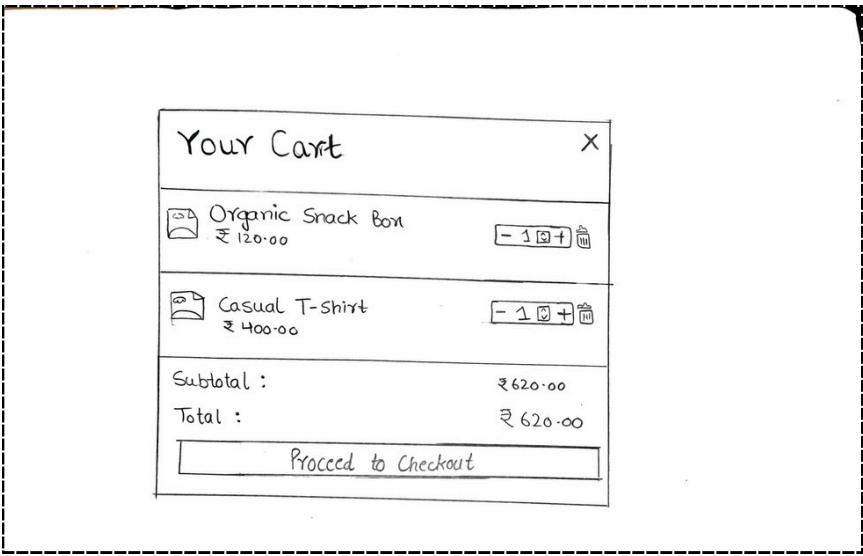 Your Cart X
Organic Snack Box
₹ 120.00
- 1 +
Casual T-Shirt
₹ 400.00
- 1 +
Subtotal : ₹620.00
Total : ₹620.00
Proceed to Checkout